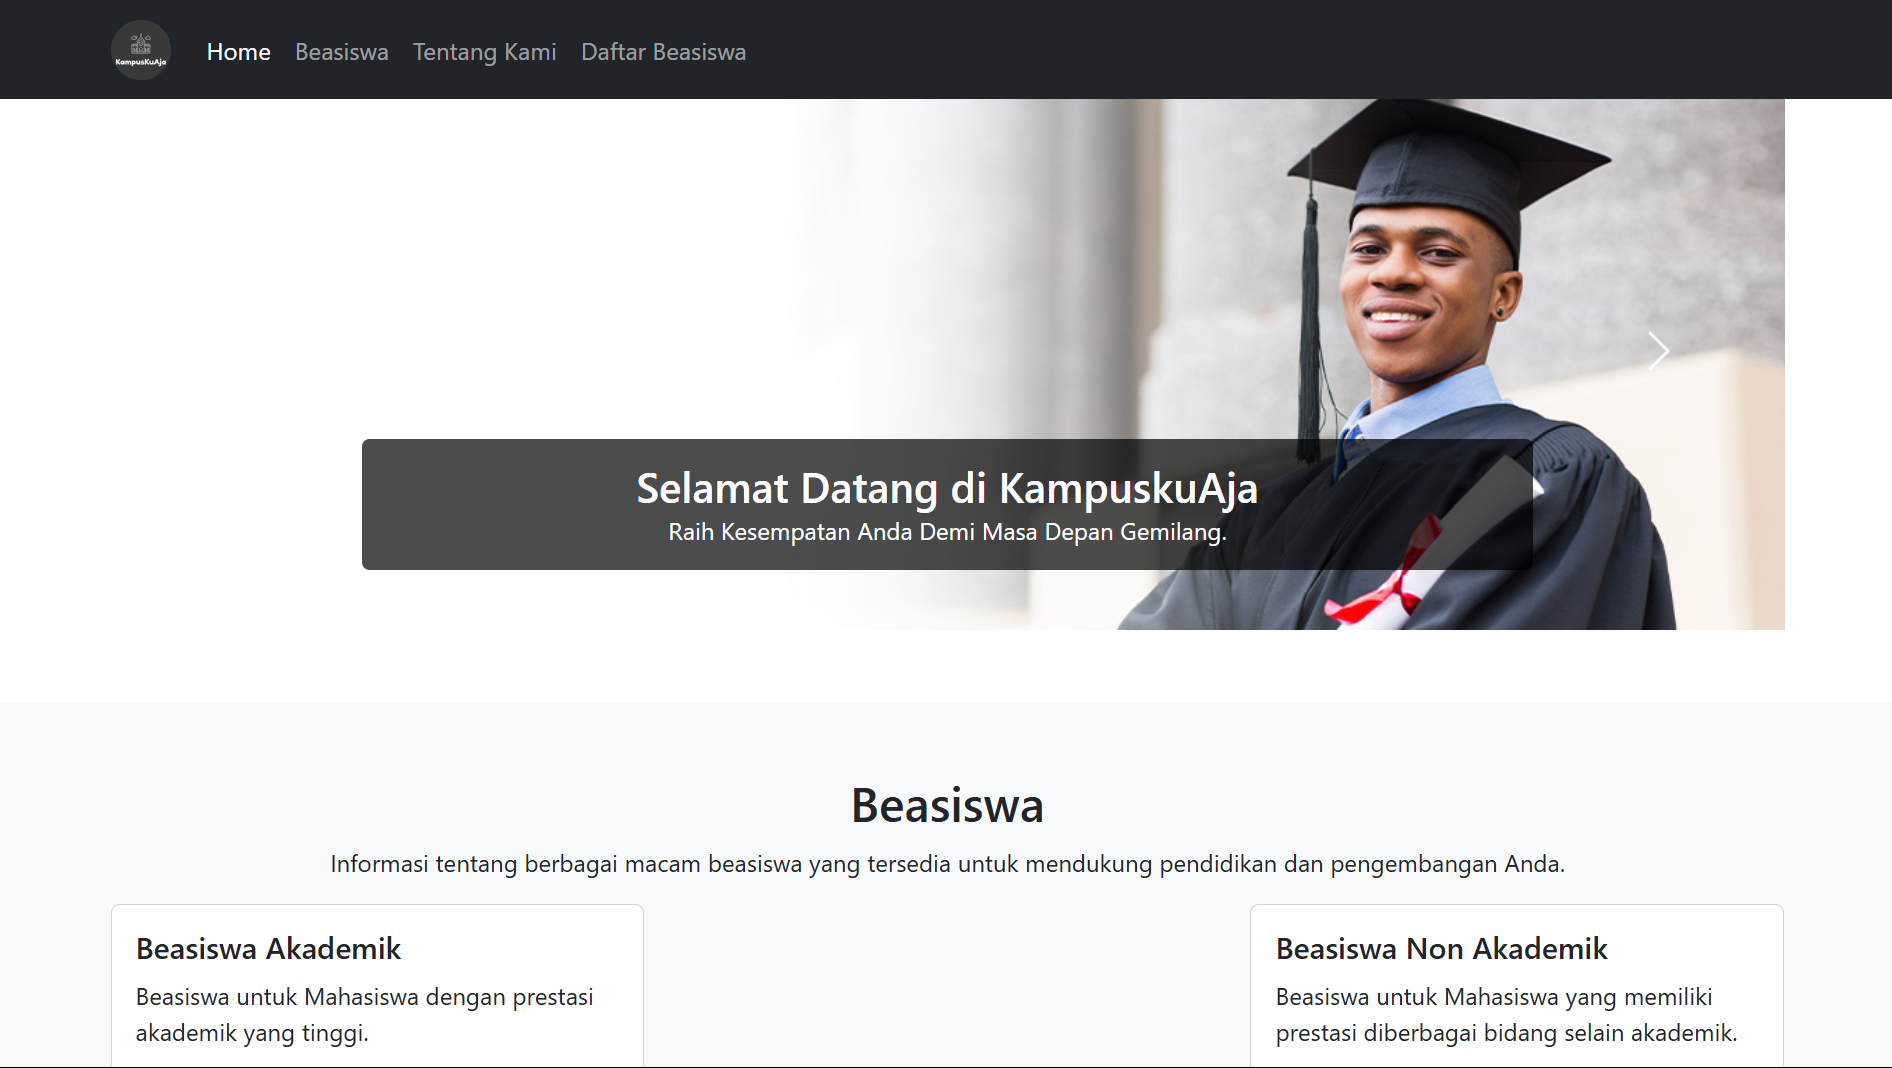 KampusKuAja
Home Beasiswa Tentang Kami Daftar Beasiswa
Selamat Datang di KampuskuAja
Raih Kesempatan Anda Demi Masa Depan Gemilang.
Beasiswa
Informasi tentang berbagai macam beasiswa yang tersedia untuk mendukung pendidikan dan pengembangan Anda.
Beasiswa Akademik
Beasiswa untuk Mahasiswa dengan prestasi
akademik yang tinggi.
Beasiswa Non Akademik
Beasiswa untuk Mahasiswa yang memiliki
prestasi diberbagai bidang selain akademik.